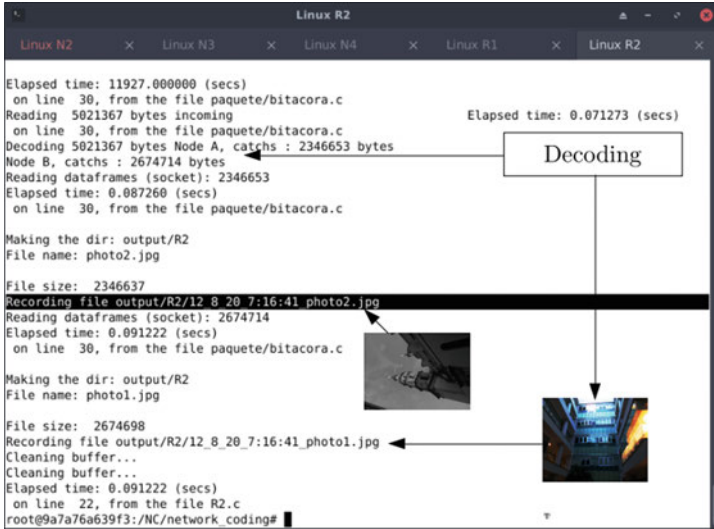 Linux R2
Linux N2 Linux N3 Linux N4 Linux R1 Linux R2
Elapsed time: 11927.000000 (secs)
on line 30, from the file paquete/bitacora.c
Reading 5021367 bytes incoming Elapsed time: 0.071273 (secs)
on line 30, from the file paquete/bitacora.c
Decoding 5021367 bytes Node A, catchs : 2346653 bytes
Node B, catchs : 2674714 bytes
Decoding
Reading dataframes (socket): 2346653
Elapsed time: 0.087260 (secs)
on line 30, from the file paquete/bitacora.c
Making the dir: output/R2
File name: photo2.jpg
File size: 2346637
Recording file output/R2/12_8_20_7:16:41_photo2.jpg
Reading dataframes (socket): 2674714
Elapsed time: 0.091222 (secs)
on line 30, from the file paquete/bitacora.c
Making the dir: output/R2
File name: photo1.jpg
File size: 2674698
Recording file output/R2/12_8_20_7:16:41_photo1.jpg
Cleaning buffer...
Cleaning buffer...
Elapsed time: 0.091222 (secs)
on line 22, from the file R2.c
root@9a7a76a639f3:/NC/network_coding#